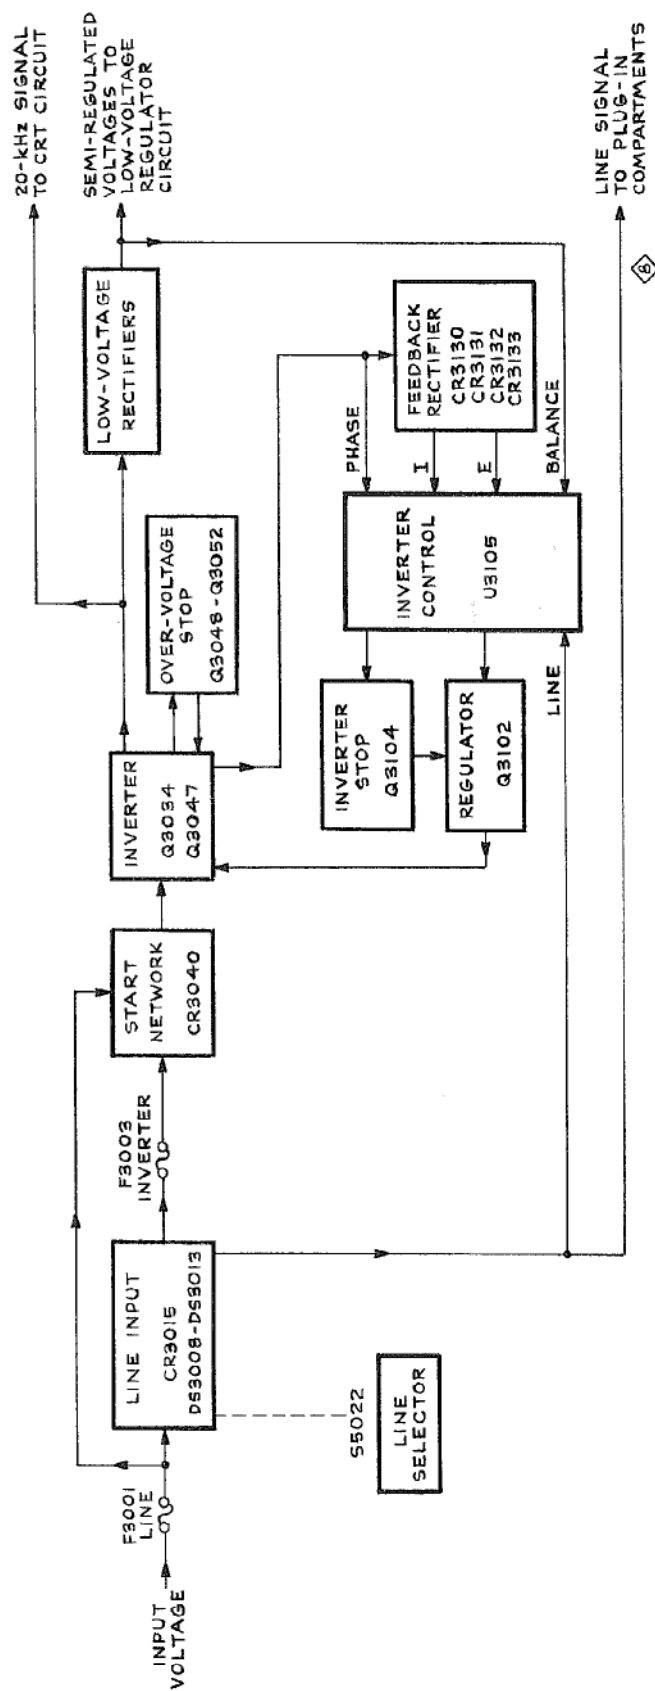 INPUT
VOLTAGE
F3001
LINE
LINE INPUT
CR3015
DS3008-DS3013
S5022
LINE
SELECTOR
F3003
INVERTER
START
NETWORK
CR3040
INVERTER
Q3034
Q3047
OVER-VOLTAGE
STOP
Q3048-Q3052
LOW-VOLTAGE
RECTIFIERS
20-kHz SIGNAL
TO CRT CIRCUIT
SEMI-REGULATED
VOLTAGES TO
LOW-VOLTAGE
REGULATOR
CIRCUIT
INVERTER
STOP
Q3104
REGULATOR
Q3102
INVERTER
CONTROL
U3105
LINE
PHASE
I
E
BALANCE
FEEDBACK
RECTIFIER
CR3130
CR3131
CR3132
CR3133
LINE SIGNAL
TO PLUG-IN
COMPARTMENTS
8